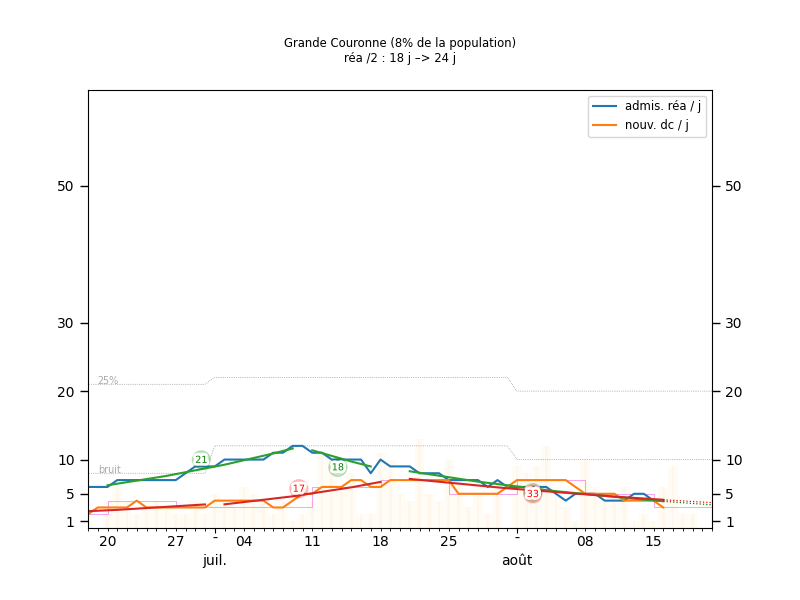 Grande Couronne (8% de la population)
réa /2 : 18 j –> 24 j
admis. réa / j
nouv. dc / j
50 50
30 30
25%
20 20
21
18
bruit
10 10
17
33
5 5
1 1
20 27 - 04 11 18 25 - 08 15
juil. août